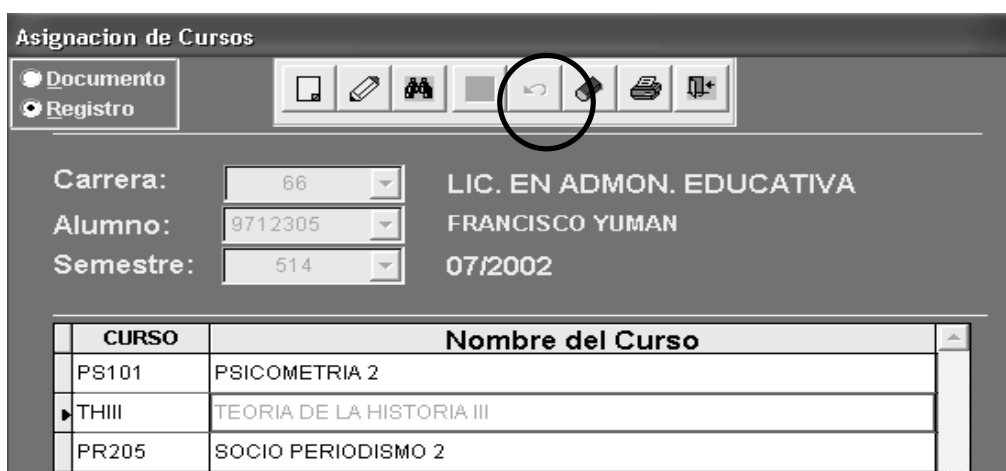 Asignacion de Cursos
Documento
Registro
Carrera: 66 LIC. EN ADMON. EDUCATIVA
Alumno: 9712305 FRANCISCO YUMAN
Semestre: 514 07/2002
CURSO Nombre del Curso
PS101 PSICOMETRIA 2
THIII TEORIA DE LA HISTORIA III
PR205 SOCIO PERIODISMO 2